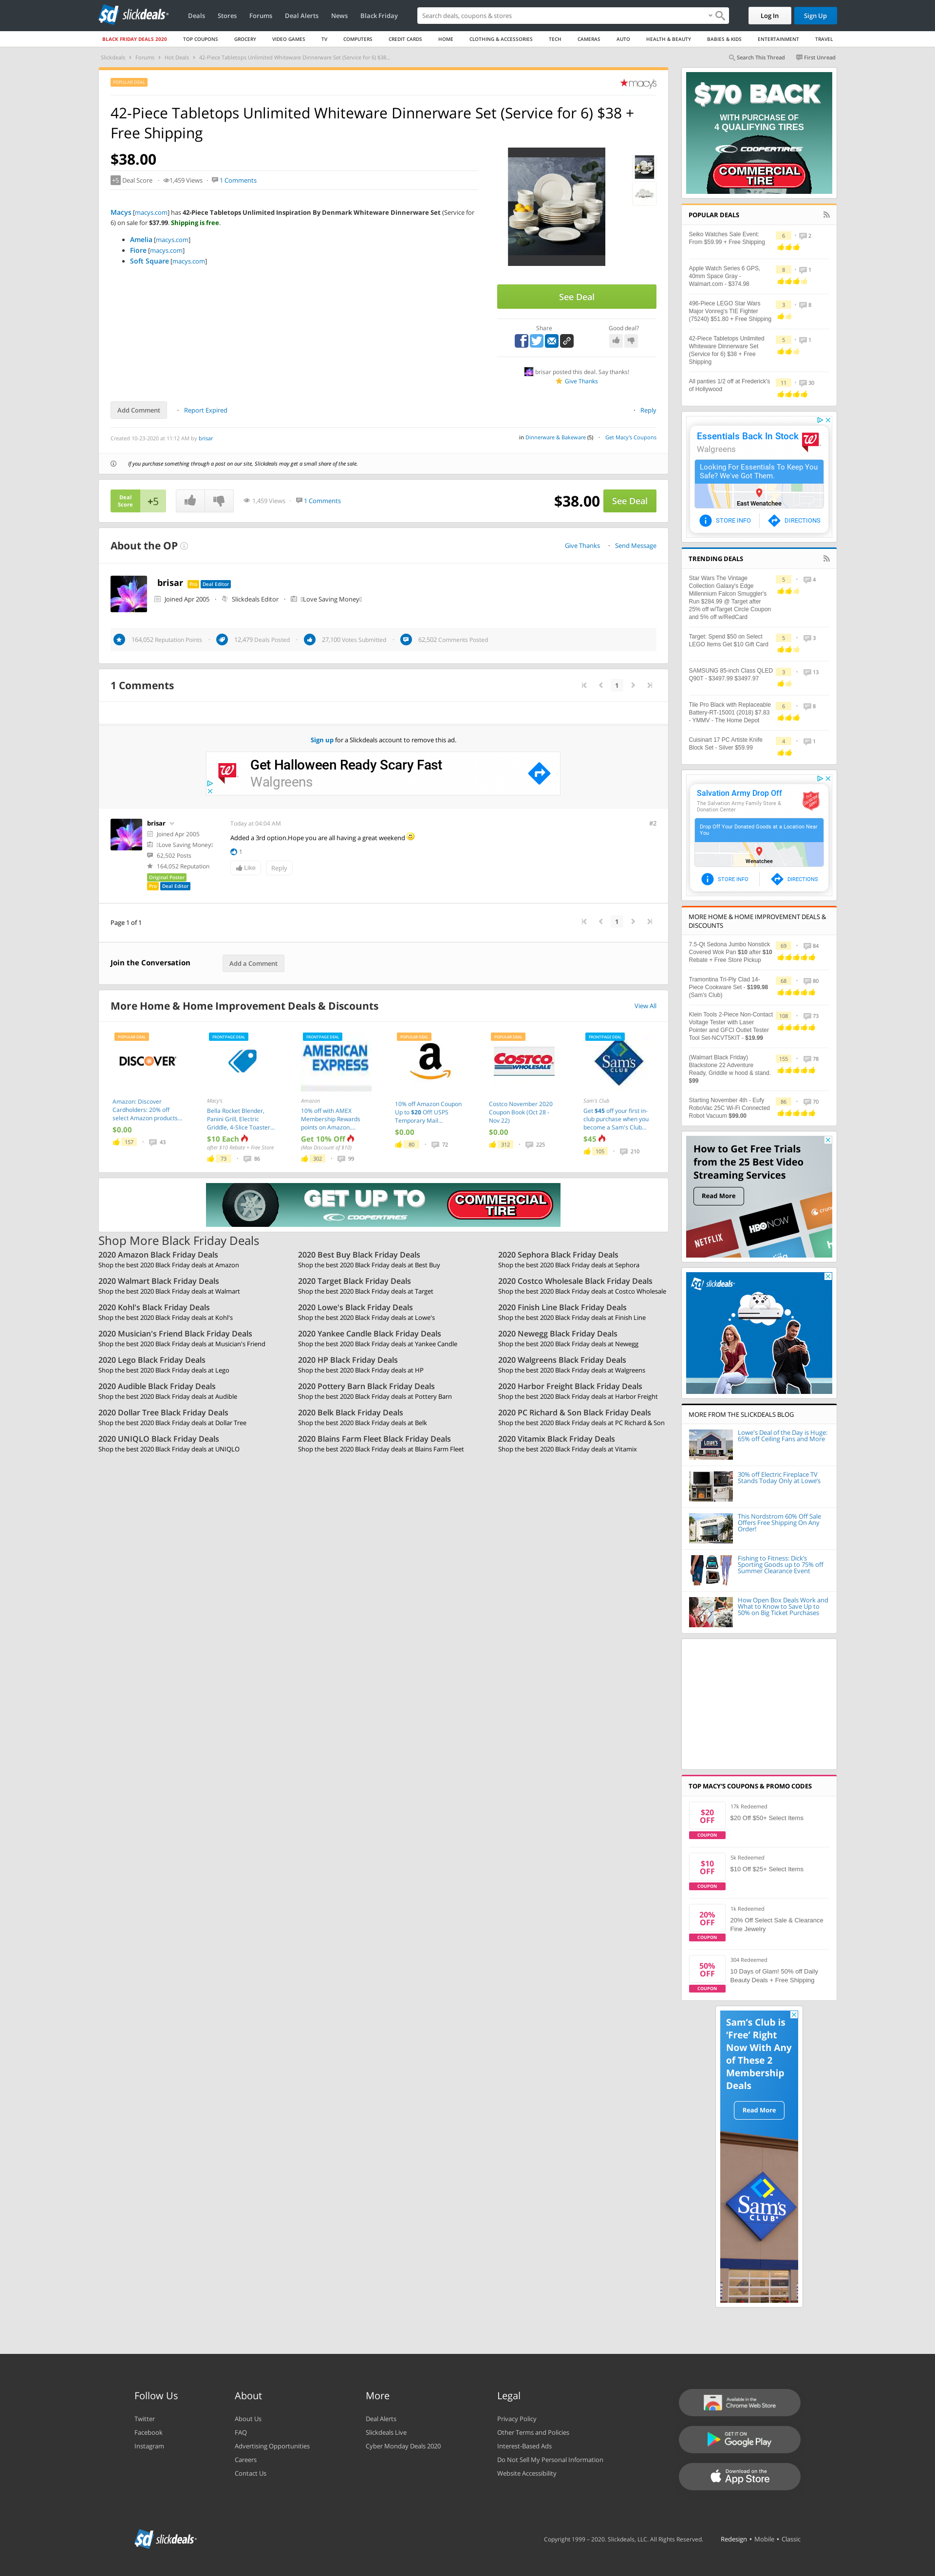 slickdeals
Deals Stores Forums Deal Alerts News Black Friday
Search deals, coupons & stores
Log In
Sign Up
BLACK FRIDAY DEALS 2020 TOP COUPONS GROCERY VIDEO GAMES TV COMPUTERS CREDIT CARDS HOME CLOTHING & ACCESSORIES TECH CAMERAS AUTO HEALTH & BEAUTY BABIES & KIDS ENTERTAINMENT TRAVEL
Slickdeals Forums Hot Deals 42-Piece Tabletops Unlimited Whiteware Dinnerware Set (Service for 6) $38...
Search This Thread First Unread
POPULAR DEAL
macys
42-Piece Tabletops Unlimited Whiteware Dinnerware Set (Service for 6) $38 +
Free Shipping
$38.00
+5 Deal Score • 1,459 Views • 1 Comments
Macys [macys.com] has 42-Piece Tabletops Unlimited Inspiration By Denmark Whiteware Dinnerware Set (Service
for 6) on sale for $37.99. Shipping is free.
• Amelia [macys.com]
• Fiore [macys.com]
• Soft Square [macys.com]
See Deal
Share
Good deal?
brisar posted this deal. Say thanks!
Give Thanks
Add Comment • Report Expired
• Reply
Created 10-23-2020 at 11:12 AM by brisar
in Dinnerware & Bakeware (5) • Get Macy's Coupons
If you purchase something through a post on our site, Slickdeals may get a small share of the sale.
Deal
Score
+5
1,459 Views 1 Comments
$38.00
See Deal
About the OP
Give Thanks • Send Message
brisar Pro Deal Editor
Joined Apr 2005 • Slickdeals Editor • Love Saving Money
164,052 Reputation Points 12,479 Deals Posted 27,100 Votes Submitted 62,502 Comments Posted
1 Comments
1
Sign up for a Slickdeals account to remove this ad.
Get Halloween Ready Scary Fast
Walgreens
brisar
Joined Apr 2005
Love Saving Money
62,502 Posts
164,052 Reputation
Original Poster
Pro Deal Editor
Today at 04:04 AM
#2
Added a 3rd option.Hope you are all having a great weekend
1
Like
Reply
Page 1 of 1
1
Join the Conversation
Add a Comment
More Home & Home Improvement Deals & Discounts
View All
POPULAR DEAL
DISCOVER
Amazon: Discover
Cardholders: 20% off
select Amazon products...
$0.00
157 • 43
FRONTPAGE DEAL
Macy's
Bella Rocket Blender,
Panini Grill, Electric
Griddle, 4-Slice Toaster...
$10 Each
after $10 Rebate + Free Store
73 • 86
FRONTPAGE DEAL
AMERICAN
EXPRESS
Amazon
10% off with AMEX
Membership Rewards
points on Amazon....
Get 10% Off
(Max Discount of $10)
302 • 99
POPULAR DEAL
a
10% off Amazon Coupon
Up to $20 Off! USPS
Temporary Mail...
$0.00
80 • 72
POPULAR DEAL
COSTCO
WHOLESALE
Costco November 2020
Coupon Book (Oct 28 -
Nov 22)
$0.00
312 • 225
FRONTPAGE DEAL
Sam's
CLUB
Sam's Club
Get $45 off your first in-
club purchase when you
become a Sam's Club...
$45
105 • 210
GET UP TO
COOPERTIRES
COMMERCIAL
TIRE
Shop More Black Friday Deals
2020 Amazon Black Friday Deals
Shop the best 2020 Black Friday deals at Amazon
2020 Best Buy Black Friday Deals
Shop the best 2020 Black Friday deals at Best Buy
2020 Sephora Black Friday Deals
Shop the best 2020 Black Friday deals at Sephora
2020 Walmart Black Friday Deals
Shop the best 2020 Black Friday deals at Walmart
2020 Target Black Friday Deals
Shop the best 2020 Black Friday deals at Target
2020 Costco Wholesale Black Friday Deals
Shop the best 2020 Black Friday deals at Costco Wholesale
2020 Kohl's Black Friday Deals
Shop the best 2020 Black Friday deals at Kohl's
2020 Lowe's Black Friday Deals
Shop the best 2020 Black Friday deals at Lowe's
2020 Finish Line Black Friday Deals
Shop the best 2020 Black Friday deals at Finish Line
2020 Musician's Friend Black Friday Deals
Shop the best 2020 Black Friday deals at Musician's Friend
2020 Yankee Candle Black Friday Deals
Shop the best 2020 Black Friday deals at Yankee Candle
2020 Newegg Black Friday Deals
Shop the best 2020 Black Friday deals at Newegg
2020 Lego Black Friday Deals
Shop the best 2020 Black Friday deals at Lego
2020 HP Black Friday Deals
Shop the best 2020 Black Friday deals at HP
2020 Walgreens Black Friday Deals
Shop the best 2020 Black Friday deals at Walgreens
2020 Audible Black Friday Deals
Shop the best 2020 Black Friday deals at Audible
2020 Pottery Barn Black Friday Deals
Shop the best 2020 Black Friday deals at Pottery Barn
2020 Harbor Freight Black Friday Deals
Shop the best 2020 Black Friday deals at Harbor Freight
2020 Dollar Tree Black Friday Deals
Shop the best 2020 Black Friday deals at Dollar Tree
2020 Belk Black Friday Deals
Shop the best 2020 Black Friday deals at Belk
2020 PC Richard & Son Black Friday Deals
Shop the best 2020 Black Friday deals at PC Richard & Son
2020 UNIQLO Black Friday Deals
Shop the best 2020 Black Friday deals at UNIQLO
2020 Blains Farm Fleet Black Friday Deals
Shop the best 2020 Black Friday deals at Blains Farm Fleet
2020 Vitamix Black Friday Deals
Shop the best 2020 Black Friday deals at Vitamix
$70 BACK
WITH PURCHASE OF
4 QUALIFYING TIRES
COOPERTIRES
COMMERCIAL
TIRE
POPULAR DEALS
Seiko Watches Sale Event:
From $59.99 + Free Shipping
6 • 2
Apple Watch Series 6 GPS,
40mm Space Gray -
Walmart.com - $374.98
8 • 1
496-Piece LEGO Star Wars
Major Vonreg's TIE Fighter
(75240) $51.80 + Free Shipping
3 • 8
42-Piece Tabletops Unlimited
Whiteware Dinnerware Set
(Service for 6) $38 + Free
Shipping
5 • 1
All panties 1/2 off at Frederick's
of Hollywood
11 • 30
Essentials Back In Stock
Walgreens
Looking For Essentials To Keep You
Safe? We've Got Them.
East Wenatchee
STORE INFO DIRECTIONS
TRENDING DEALS
Star Wars The Vintage
Collection Galaxy's Edge
Millennium Falcon Smuggler's
Run $284.99 @ Target after
25% off w/Target Circle Coupon
and 5% off w/RedCard
5 • 4
Target: Spend $50 on Select
LEGO Items Get $10 Gift Card
5 • 3
SAMSUNG 85-inch Class QLED
Q90T - $3497.99 $3497.97
3 • 13
Tile Pro Black with Replaceable
Battery-RT-15001 (2018) $7.83
- YMMV - The Home Depot
6 • 8
Cuisinart 17 PC Artiste Knife
Block Set - Silver $59.99
4 • 1
Salvation Army Drop Off
The Salvation Army Family Store &
Donation Center
Drop Off Your Donated Goods at a Location Near
You
Wenatchee
STORE INFO DIRECTIONS
MORE HOME & HOME IMPROVEMENT DEALS &
DISCOUNTS
7.5-Qt Sedona Jumbo Nonstick
Covered Wok Pan $10 after $10
Rebate + Free Store Pickup
69 • 84
Tramontina Tri-Ply Clad 14-
Piece Cookware Set - $199.98
(Sam's Club)
68 • 80
Klein Tools 2-Piece Non-Contact
Voltage Tester with Laser
Pointer and GFCI Outlet Tester
Tool Set-NCVT5KIT - $19.99
108 • 73
(Walmart Black Friday)
Blackstone 22 Adventure
Ready, Griddle w hood & stand.
$99
155 • 78
Starting November 4th - Eufy
RoboVac 25C Wi-Fi Connected
Robot Vacuum $99.00
86 • 70
How to Get Free Trials
from the 25 Best Video
Streaming Services
Read More
NETFLIX
HBO NOW
slickdeals
MORE FROM THE SLICKDEALS BLOG
Lowe's Deal of the Day is Huge:
65% off Ceiling Fans and More
30% off Electric Fireplace TV
Stands Today Only at Lowe's
This Nordstrom 60% Off Sale
Offers Free Shipping On Any
Order!
Fishing to Fitness: Dick's
Sporting Goods up to 75% off
Summer Clearance Event
How Open Box Deals Work and
What to Know to Save Up to
50% on Big Ticket Purchases
TOP MACY'S COUPONS & PROMO CODES
$20
OFF
COUPON
17k Redeemed
$20 Off $50+ Select Items
$10
OFF
COUPON
5k Redeemed
$10 Off $25+ Select Items
20%
OFF
COUPON
1k Redeemed
20% Off Select Sale & Clearance
Fine Jewelry
50%
OFF
COUPON
304 Redeemed
10 Days of Glam! 50% off Daily
Beauty Deals + Free Shipping
Sam's Club is
'Free' Right
Now With Any
of These 2
Membership
Deals
Read More
Sam's
CLUB
Follow Us
Twitter
Facebook
Instagram
About
About Us
FAQ
Advertising Opportunities
Careers
Contact Us
More
Deal Alerts
Slickdeals Live
Cyber Monday Deals 2020
Legal
Privacy Policy
Other Terms and Policies
Interest-Based Ads
Do Not Sell My Personal Information
Website Accessibility
Available in the
Chrome Web Store
GET IT ON
Google Play
Download on the
App Store
slickdeals
Copyright 1999 – 2020. Slickdeals, LLC. All Rights Reserved. Redesign • Mobile • Classic